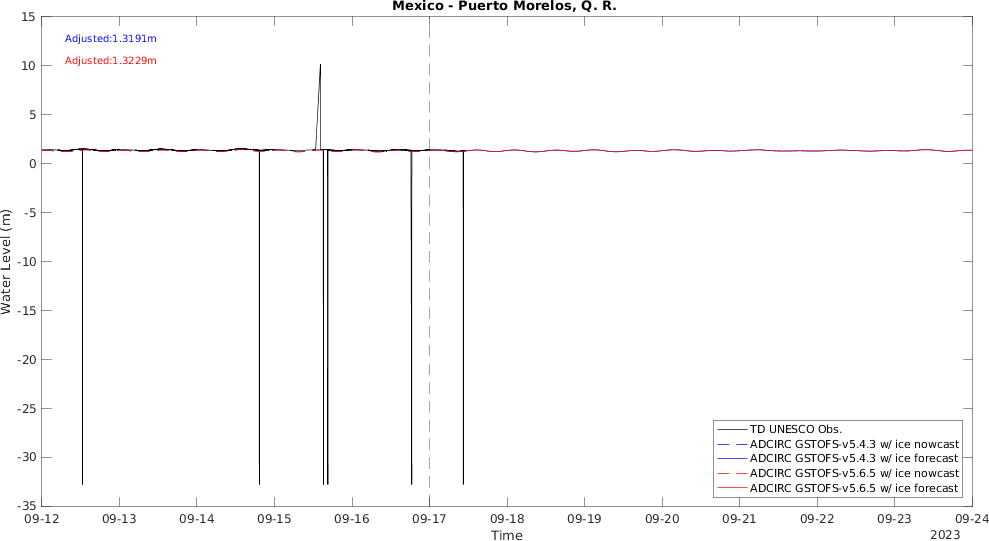 Mexico - Puerto Morelos, Q. R.
Adjusted:1.3191m
Adjusted:1.3229m
15
10
5
0
-5
-10
-15
-20
-25
-30
-35
Water Level (m)
TD UNESCO Obs.
ADCIRC GSTOFS-v5.4.3 w/ ice nowcast
ADCIRC GSTOFS-v5.4.3 w/ ice forecast
ADCIRC GSTOFS-v5.6.5 w/ ice nowcast
ADCIRC GSTOFS-v5.6.5 w/ ice forecast
09-12 09-13 09-14 09-15 09-16 09-17 09-18 09-19 09-20 09-21 09-22 09-23 09-24
Time
2023